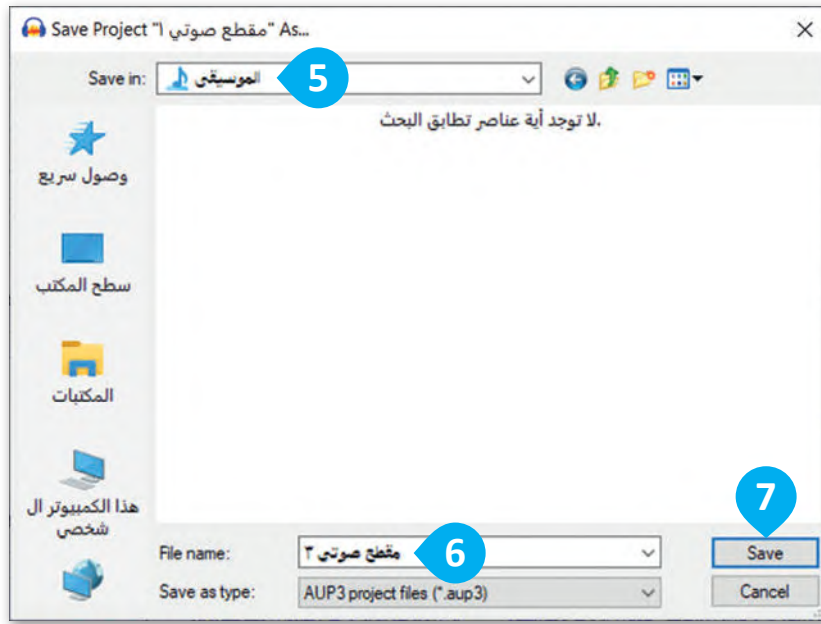 Save Project "مقطع صوتي ١" As...
Save in: الموسيقى 5
لا توجد أية عناصر تطابق البحث.
وصول سريع
سطح المكتب
المكتبات
هذا الكمبيوتر ال
شخصي
7
File name: مقطع صوتي ٣ 6 Save
Save as type: AUP3 project files (*.aup3) Cancel